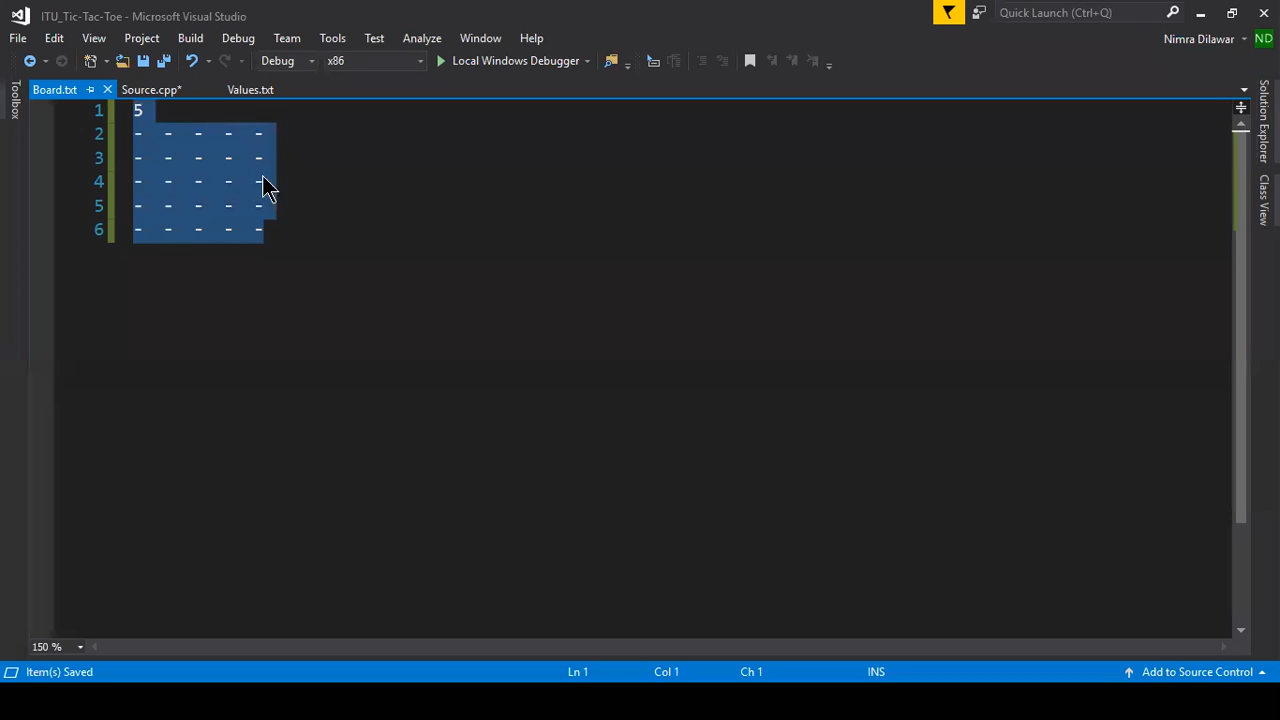 ITU_Tic-Tac-Toe - Microsoft Visual Studio
Quick Launch (Ctrl+Q)
File Edit View Project Build Debug Team Tools Test Analyze Window Help
Nimra Dilawar ND
Debug x86 Local Windows Debugger
Board.txt Source.cpp* Values.txt
Toolbox
Solution Explorer
Class View
1 5
2 - - - - -
3 - - - - -
4 - - - - -
5 - - - - -
6 - - - - -
150 %
Item(s) Saved Ln 1 Col 1 Ch 1 INS Add to Source Control